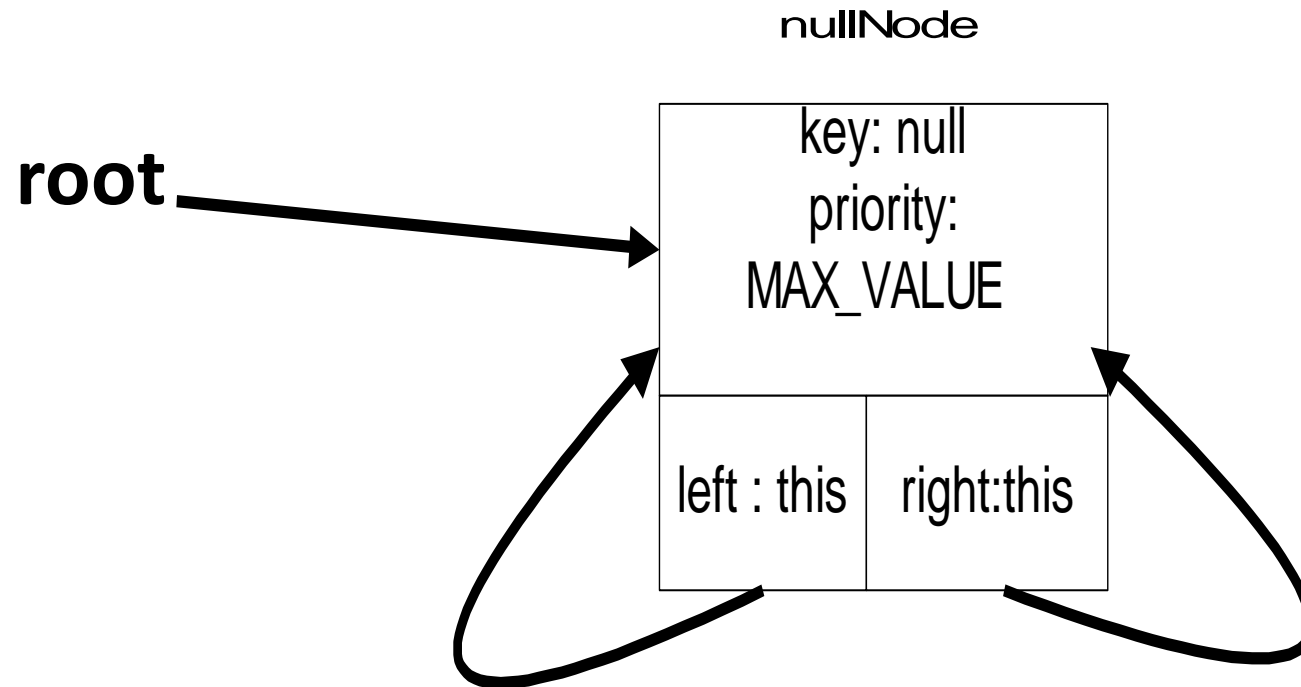 nullNode
root
key: null
priority:
MAX_VALUE
left : this
right:this